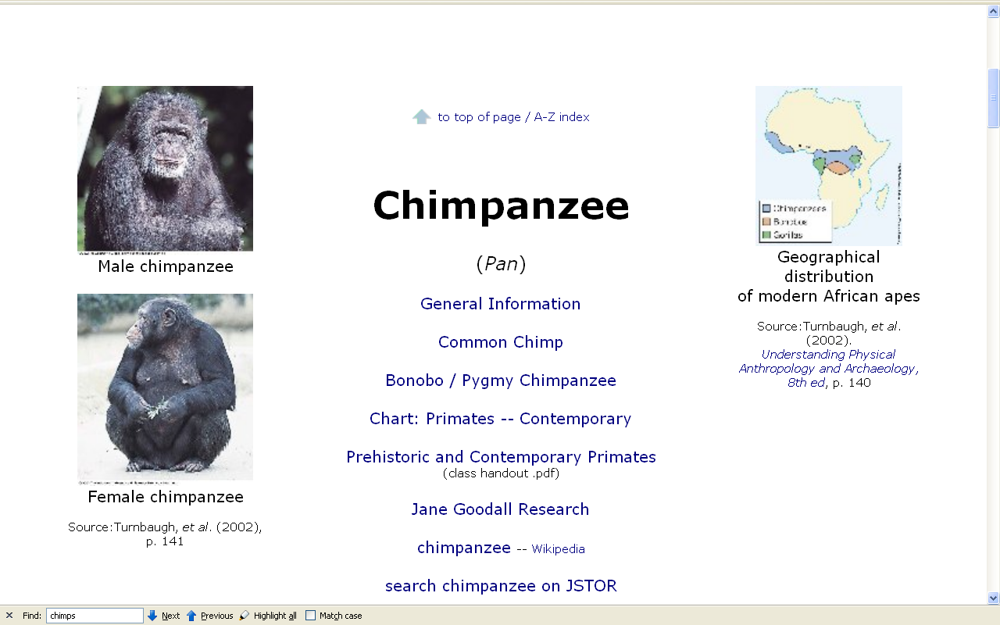 to top of page / A-Z index
Chimpanzee
(Pan)
General Information
Common Chimp
Bonobo / Pygmy Chimpanzee
Chart: Primates -- Contemporary
Prehistoric and Contemporary Primates
(class handout .pdf)
Jane Goodall Research
chimpanzee -- Wikipedia
search chimpanzee on JSTOR
Male chimpanzee
Female chimpanzee
Source:Turnbaugh, et al. (2002),
p. 141
Chimpanzees
Bonobos
Gorillas
Geographical
distribution
of modern African apes
Source:Turnbaugh, et al.
(2002).
Understanding Physical
Anthropology and Archaeology,
8th ed, p. 140
Find: chimps Next Previous Highlight all Match case